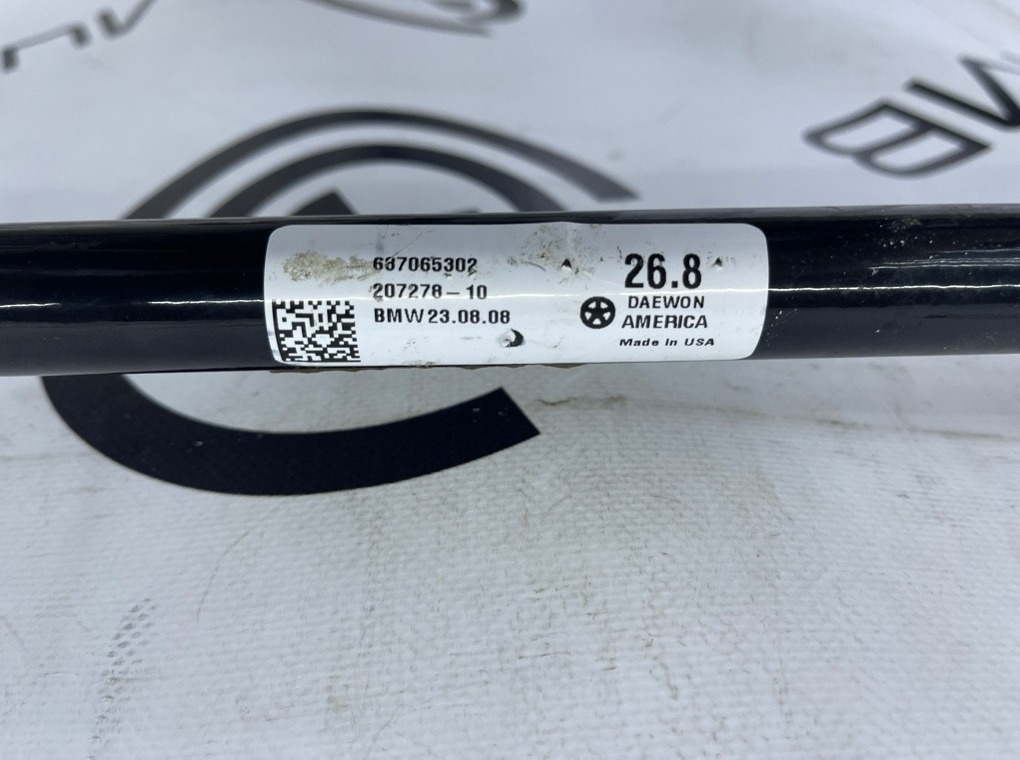 687065302
207278-10
BMW 23.08.08
26.8
DAEWON
AMERICA
Made in USA